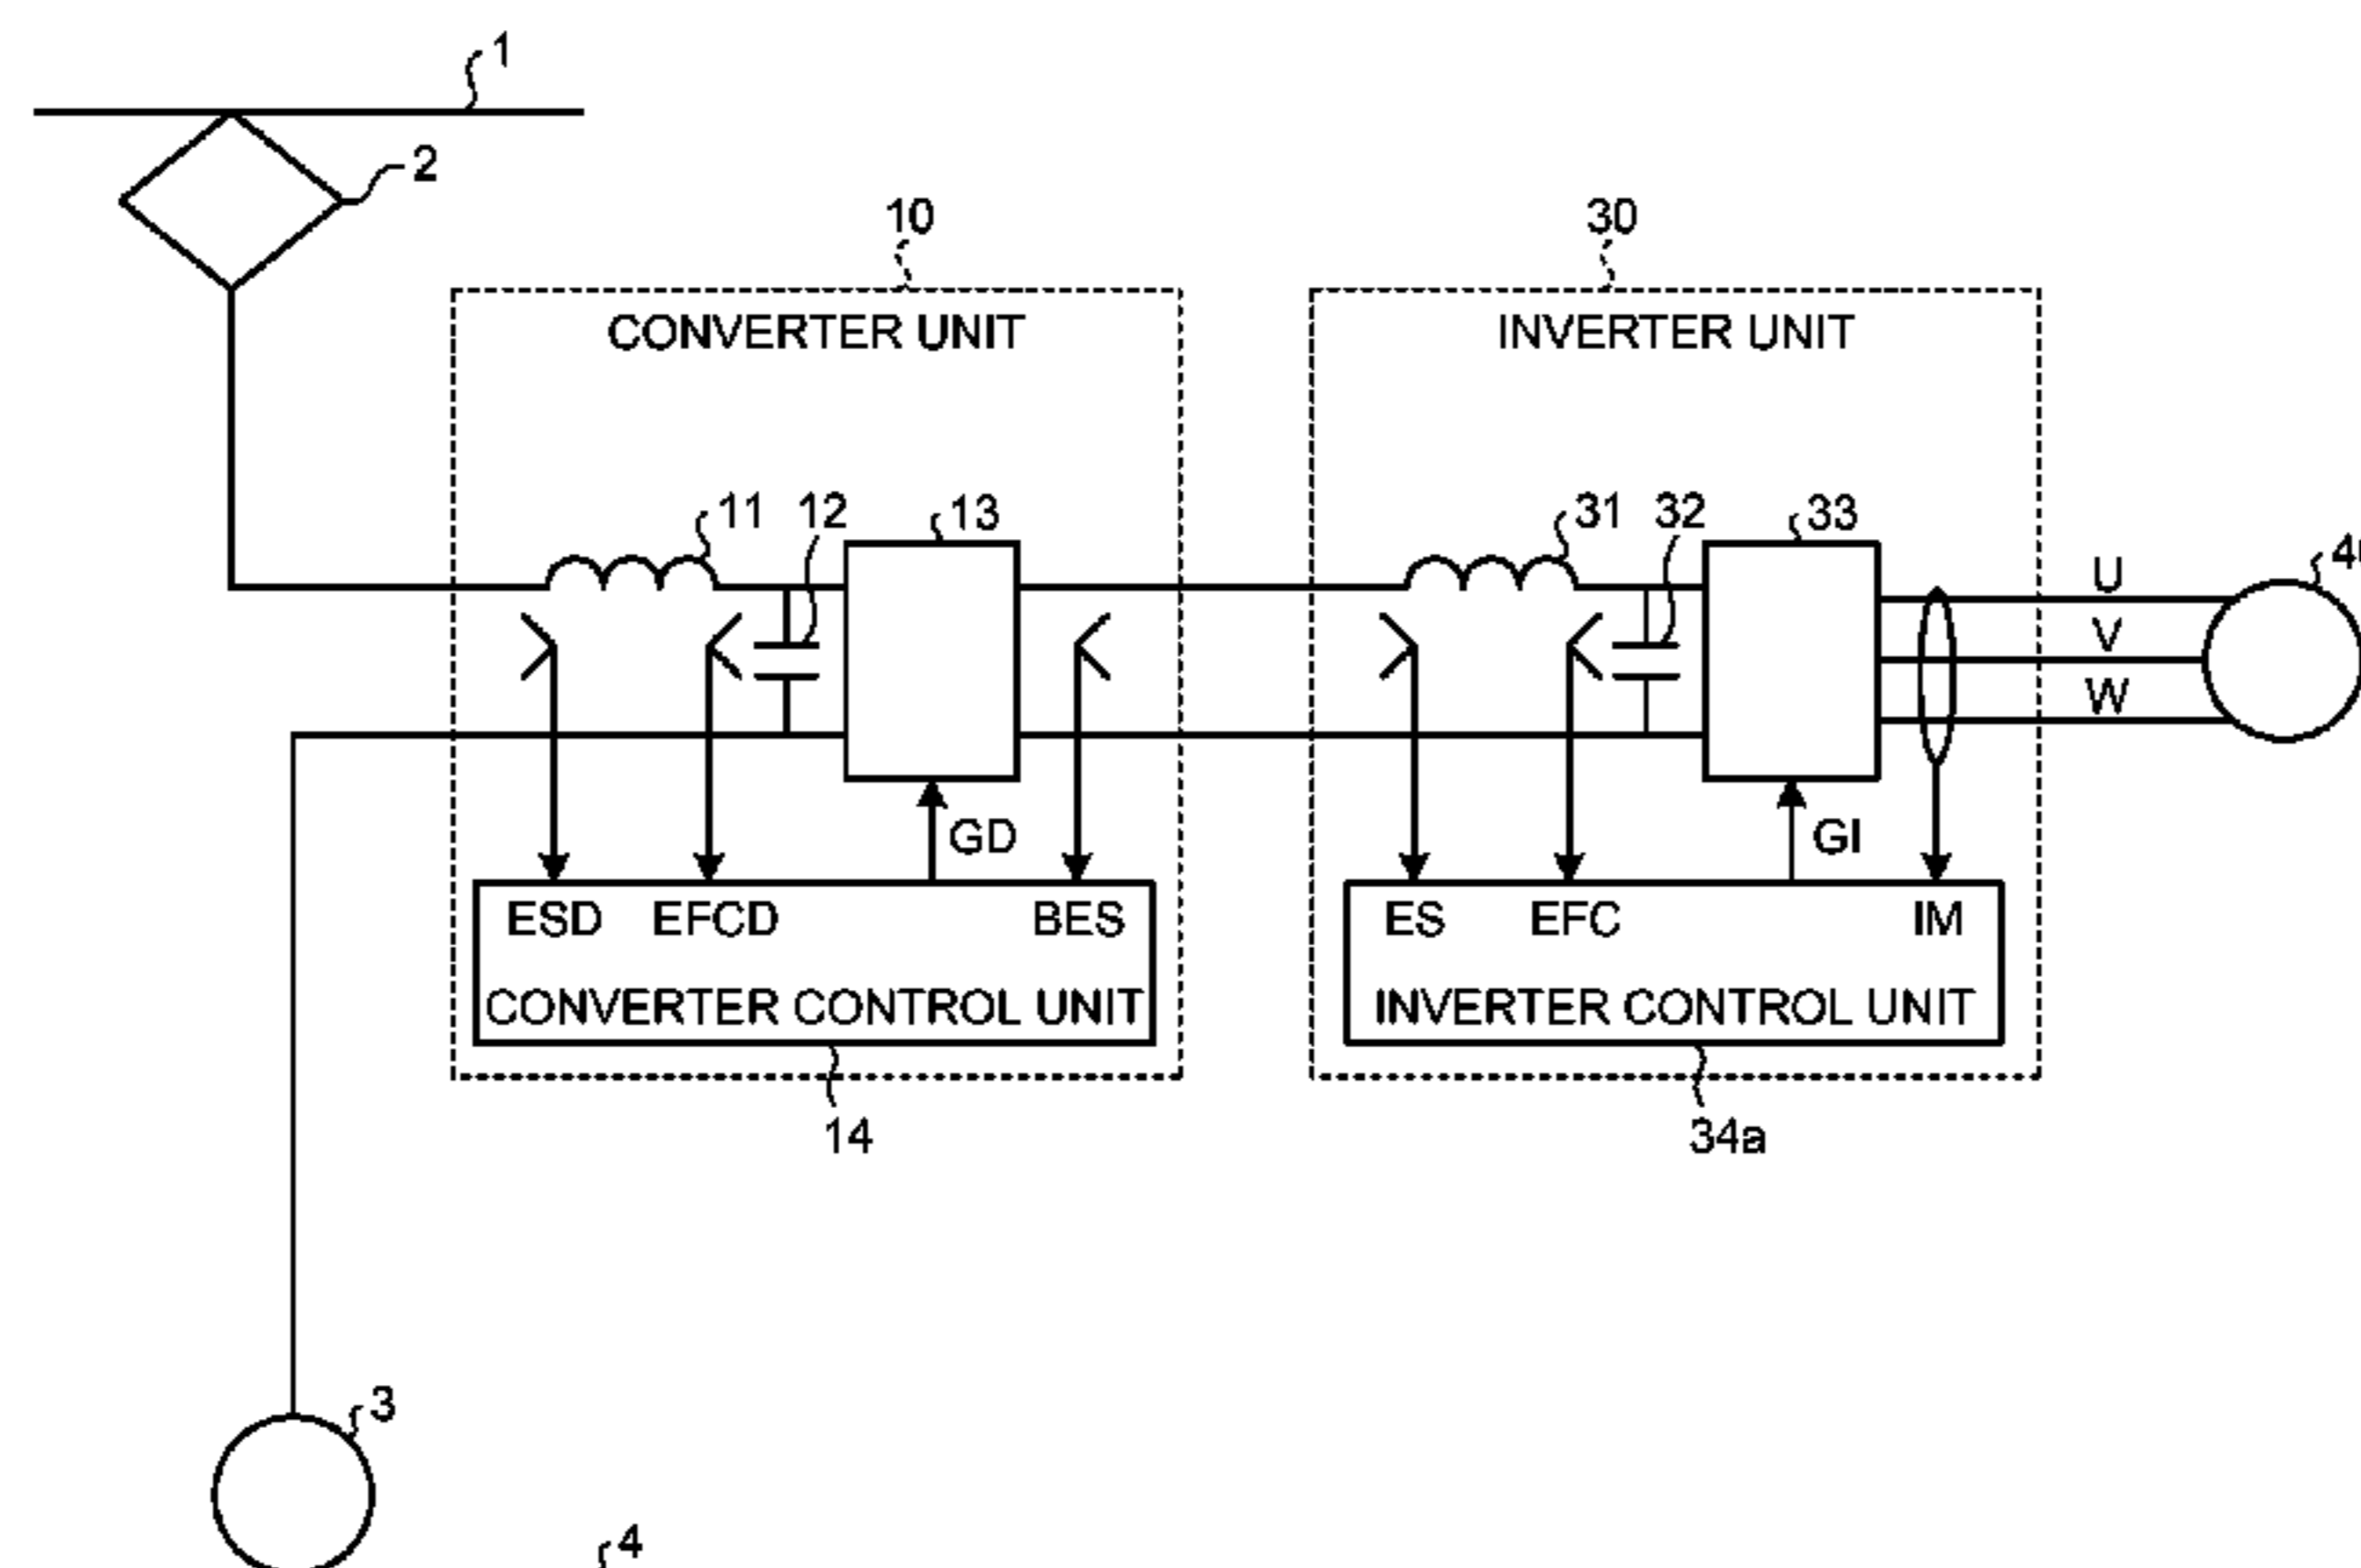 1
2
10
30
CONVERTER UNIT
INVERTER UNIT
11
12
13
31
32
33
U
V
W
GD
GI
ESD
EFCD
BES
ES
EFC
IM
CONVERTER CONTROL UNIT
INVERTER CONTROL UNIT
14
34a
3
4